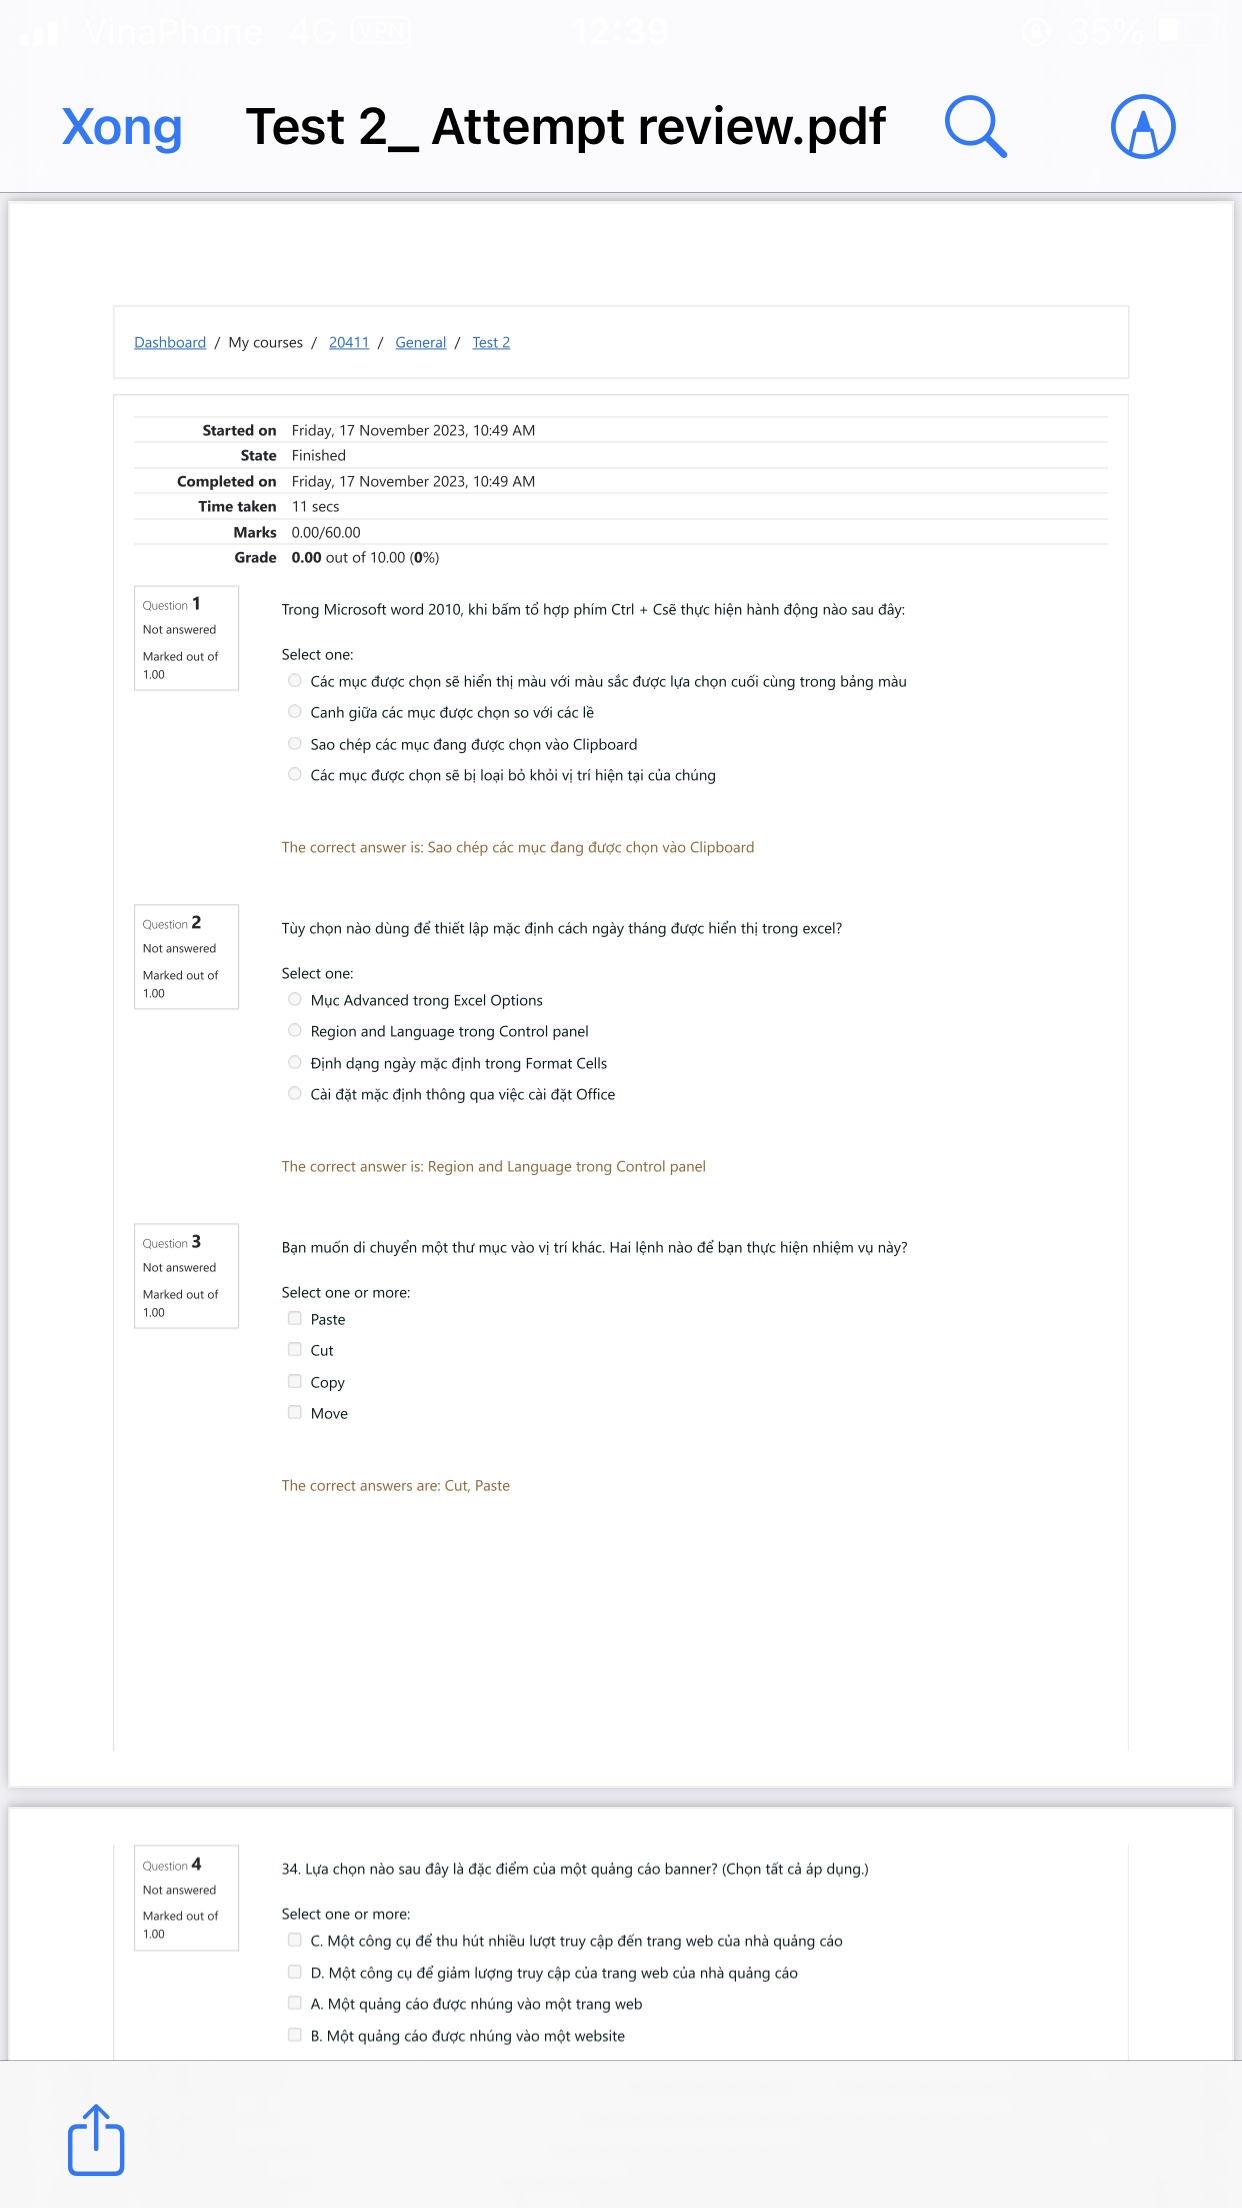 VinaPhone 4G VPN 12:39 35%
Xong Test 2_ Attempt review.pdf
Dashboard / My courses / 20411 / General / Test 2
Started on Friday, 17 November 2023, 10:49 AM
State Finished
Completed on Friday, 17 November 2023, 10:49 AM
Time taken 11 secs
Marks 0.00/60.00
Grade 0.00 out of 10.00 (0%)
Question 1
Not answered
Marked out of
1.00
Trong Microsoft word 2010, khi bấm tổ hợp phím Ctrl + Csẽ thực hiện hành động nào sau đây:
Select one:
Các mục được chọn sẽ hiển thị màu với màu sắc được lựa chọn cuối cùng trong bảng màu
Canh giữa các mục được chọn so với các lề
Sao chép các mục đang được chọn vào Clipboard
Các mục được chọn sẽ bị loại bỏ khỏi vị trí hiện tại của chúng
The correct answer is: Sao chép các mục đang được chọn vào Clipboard
Question 2
Not answered
Marked out of
1.00
Tùy chọn nào dùng để thiết lập mặc định cách ngày tháng được hiển thị trong excel?
Select one:
Mục Advanced trong Excel Options
Region and Language trong Control panel
Định dạng ngày mặc định trong Format Cells
Cài đặt mặc định thông qua việc cài đặt Office
The correct answer is: Region and Language trong Control panel
Question 3
Not answered
Marked out of
1.00
Bạn muốn di chuyển một thư mục vào vị trí khác. Hai lệnh nào để bạn thực hiện nhiệm vụ này?
Select one or more:
Paste
Cut
Copy
Move
The correct answers are: Cut, Paste
Question 4
Not answered
Marked out of
1.00
34. Lựa chọn nào sau đây là đặc điểm của một quảng cáo banner? (Chọn tất cả áp dụng.)
Select one or more:
C. Một công cụ để thu hút nhiều lượt truy cập đến trang web của nhà quảng cáo
D. Một công cụ để giảm lượng truy cập của trang web của nhà quảng cáo
A. Một quảng cáo được nhúng vào một trang web
B. Một quảng cáo được nhúng vào một website